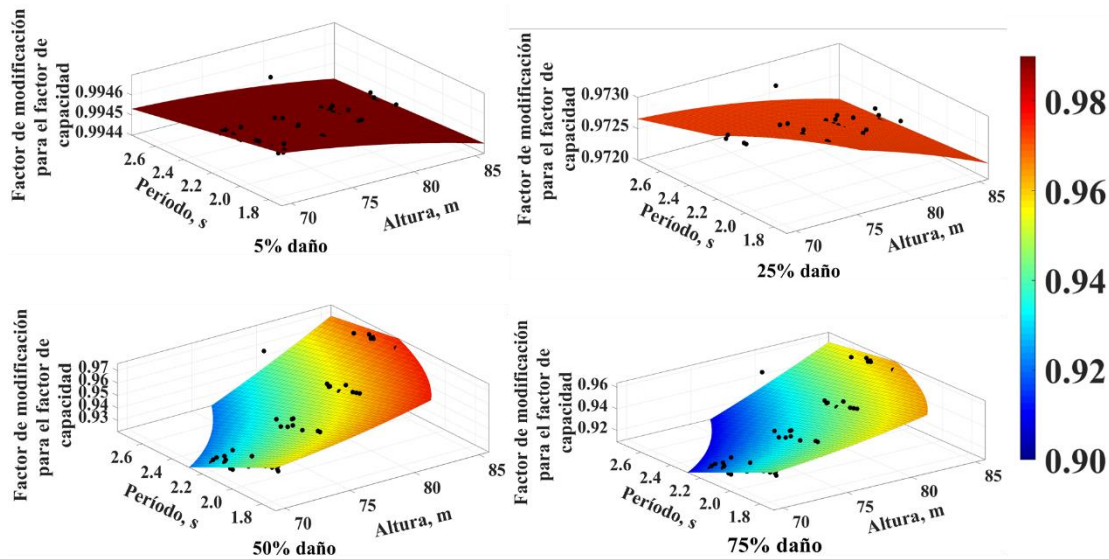 Factor de modificación
para el factor de
capacidad
0.9946
0.9945
0.9944
2.6
2.4
2.2
2.0
1.8
Período, s
70
75
80
85
Altura, m
5% daño
Factor de modificación
para el factor de
capacidad
0.9730
0.9725
0.9720
2.6
2.4
2.2
2.0
1.8
Período, s
70
75
80
85
Altura, m
25% daño
Factor de modificación
para el factor de
capacidad
0.97
0.96
0.95
0.94
0.93
2.6
2.4
2.2
2.0
1.8
Período, s
70
75
80
85
Altura, m
50% daño
Factor de modificación
para el factor de
capacidad
0.96
0.94
0.92
2.6
2.4
2.2
2.0
1.8
Período, s
70
75
80
85
Altura, m
75% daño
0.98
0.96
0.94
0.92
0.90